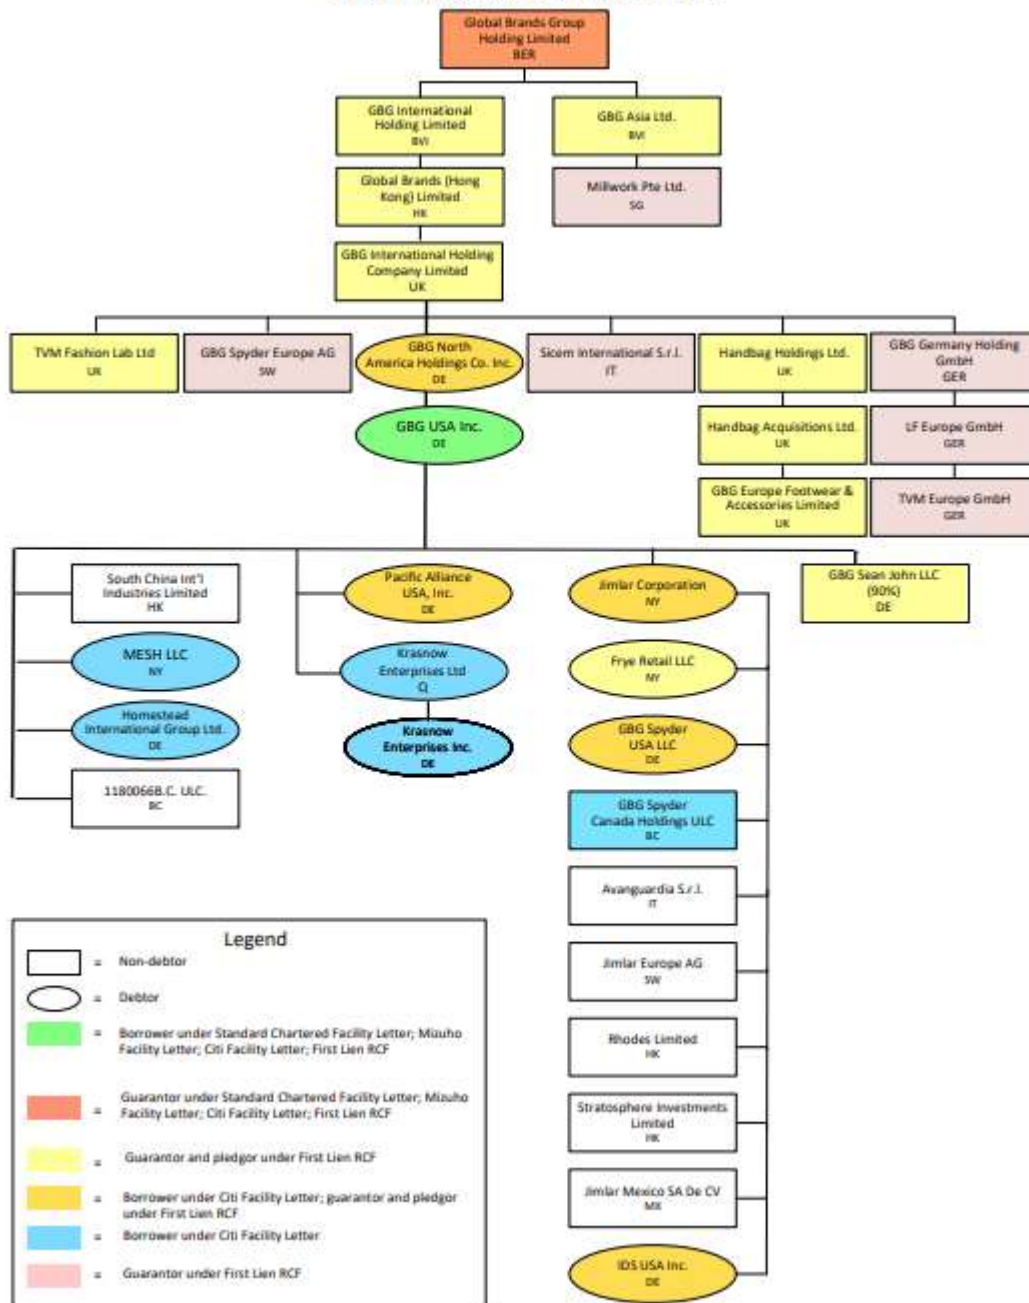 Global Brands Group
Holding Limited
BER
GBG International
Holding Limited
BVI
GBG Asia Ltd.
BVI
Global Brands (Hong
Kong) Limited
HK
Millwork Pte Ltd.
SG
GBG International Holding
Company Limited
UK
TVM Fashion Lab Ltd
UK
GBG Spyder Europe AG
SW
GBG North
America Holdings Co. Inc.
DE
Sicem International S.r.l.
IT
Handbag Holdings Ltd.
UK
GBG Germany Holding
GmbH
GER
GBG USA Inc.
DE
Handbag Acquisitions Ltd.
UK
LF Europe GmbH
GER
GBG Europe Footwear &
Accessories Limited
UK
TVM Europe GmbH
GER
South China Int'l
Industries Limited
HK
Pacific Alliance
USA, Inc.
DE
Jimlar Corporation
NY
GBG Sean John LLC
(90%)
DE
MESH LLC
NY
Krasnow
Enterprises Ltd
CJ
Frye Retail LLC
NY
Homestead
International Group Ltd.
DE
Krasnow
Enterprises Inc.
DE
GBG Spyder
USA LLC
DE
1180066B.C. ULC.
BC
GBG Spyder
Canada Holdings ULC
BC
Avanguardia S.r.l.
IT
Jimlar Europe AG
SW
Rhodes Limited
HK
Stratosphere Investments
Limited
HK
Jimlar Mexico SA De CV
MX
IDS USA Inc.
DE
Legend
= Non-debtor
= Debtor
= Borrower under Standard Chartered Facility Letter; Mizuho
Facility Letter; Citi Facility Letter; First Lien RCF
= Guarantor under Standard Chartered Facility Letter; Mizuho
Facility Letter; Citi Facility Letter; First Lien RCF
= Guarantor and pledgor under First Lien RCF
= Borrower under Citi Facility Letter; guarantor and pledgor
under First Lien RCF
= Borrower under Citi Facility Letter
= Guarantor under First Lien RCF